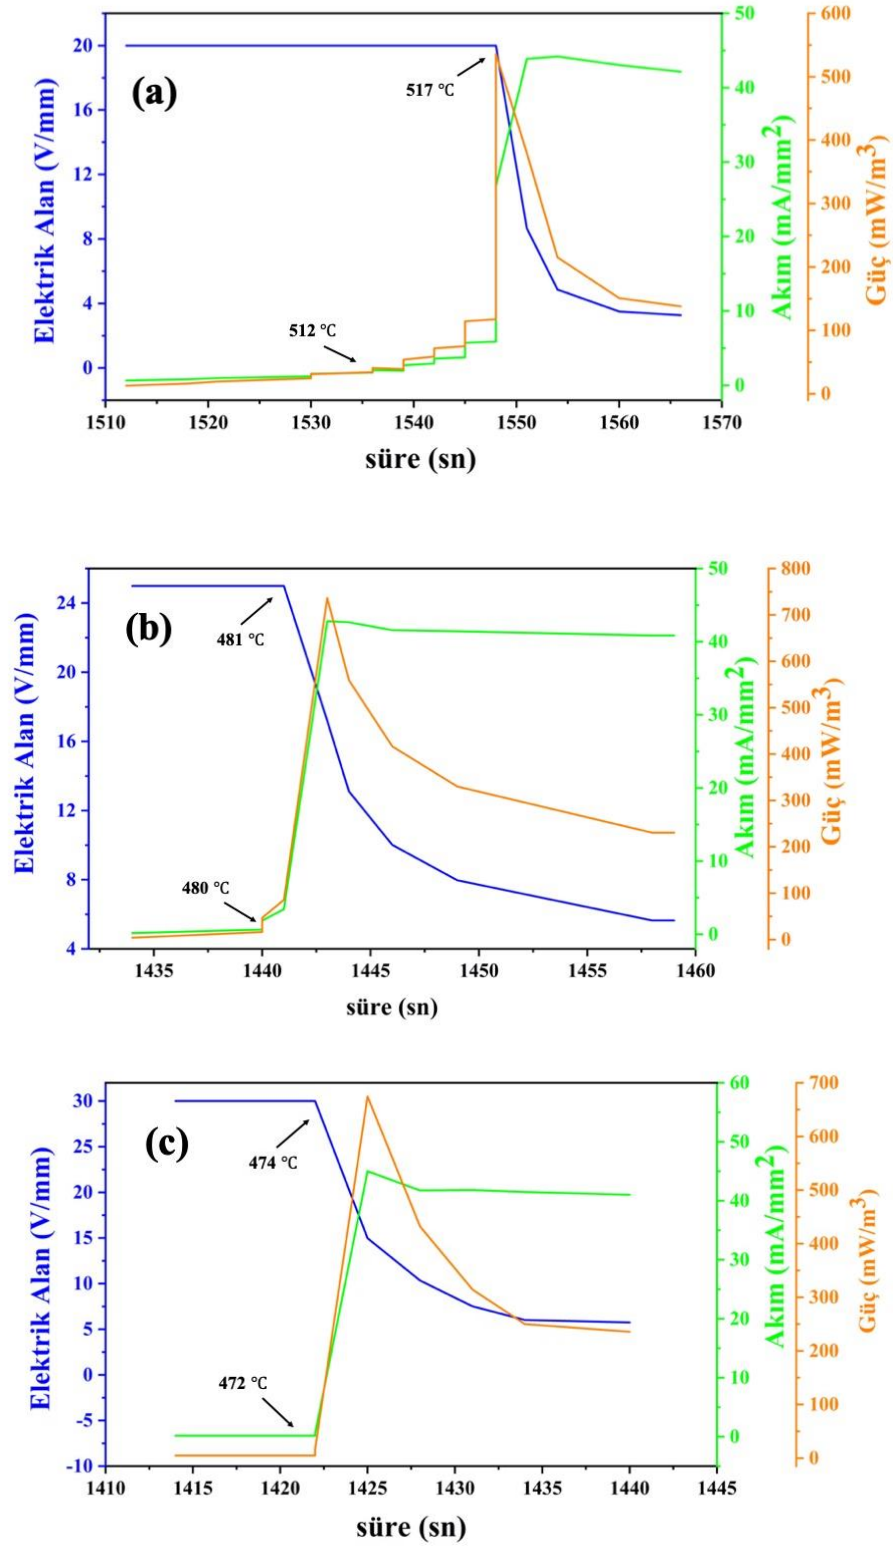 (a)
517 °C
512 °C
Elektrik Alan (V/mm)
20
16
12
8
4
0
Akım (mA/mm²)
50
40
30
20
10
0
Güç (mW/m³)
600
500
400
300
200
100
0
1510 1520 1530 1540 1550 1560 1570
süre (sn)
(b)
481 °C
480 °C
Elektrik Alan (V/mm)
24
20
16
12
8
4
Akım (mA/mm²)
50
40
30
20
10
0
Güç (mW/m³)
800
700
600
500
400
300
200
100
0
1435 1440 1445 1450 1455 1460
süre (sn)
(c)
474 °C
472 °C
Elektrik Alan (V/mm)
30
25
20
15
10
5
0
-5
-10
Akım (mA/mm²)
60
50
40
30
20
10
0
Güç (mW/m³)
700
600
500
400
300
200
100
0
1410 1415 1420 1425 1430 1435 1440 1445
süre (sn)